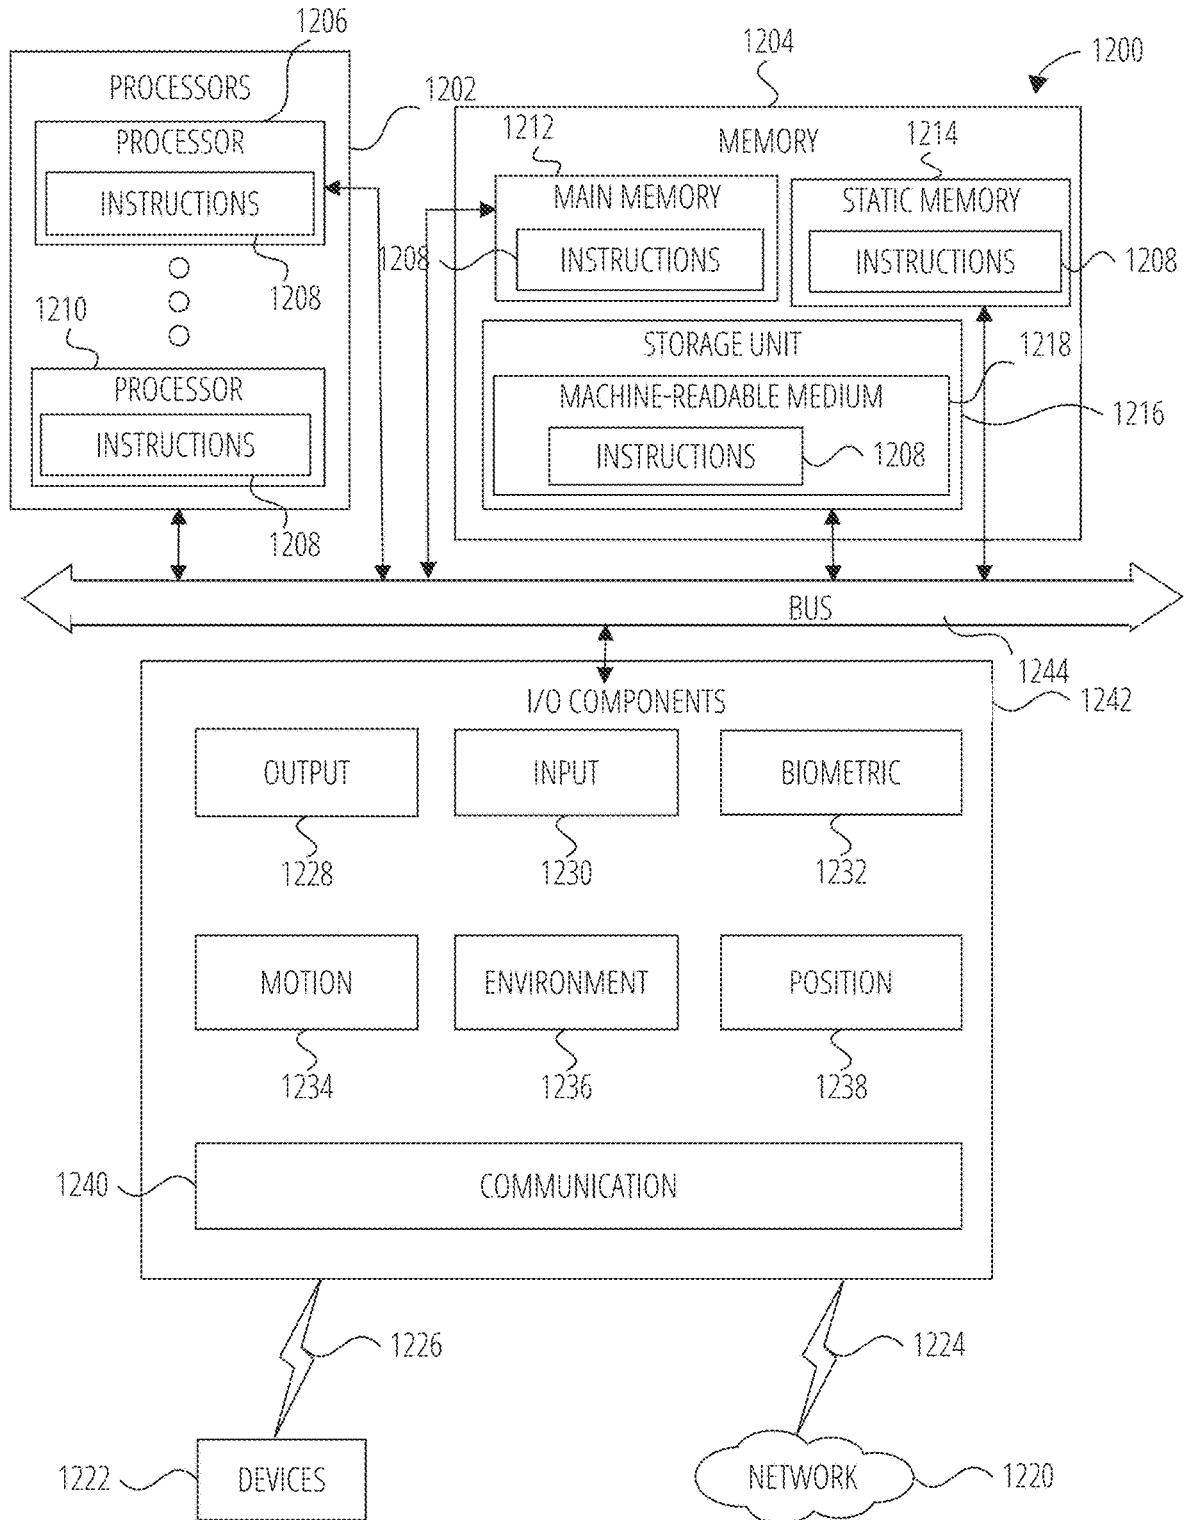 1206
1204
1200
PROCESSORS
1202
PROCESSOR
INSTRUCTIONS
1208
1210
PROCESSOR
INSTRUCTIONS
1208
MEMORY
1212
MAIN MEMORY
1208
INSTRUCTIONS
1214
STATIC MEMORY
INSTRUCTIONS
1208
STORAGE UNIT
1218
MACHINE-READABLE MEDIUM
1216
INSTRUCTIONS
1208
BUS
1244
1242
I/O COMPONENTS
OUTPUT
INPUT
BIOMETRIC
1228
1230
1232
MOTION
ENVIRONMENT
POSITION
1234
1236
1238
1240
COMMUNICATION
1226
1224
1222
DEVICES
NETWORK
1220